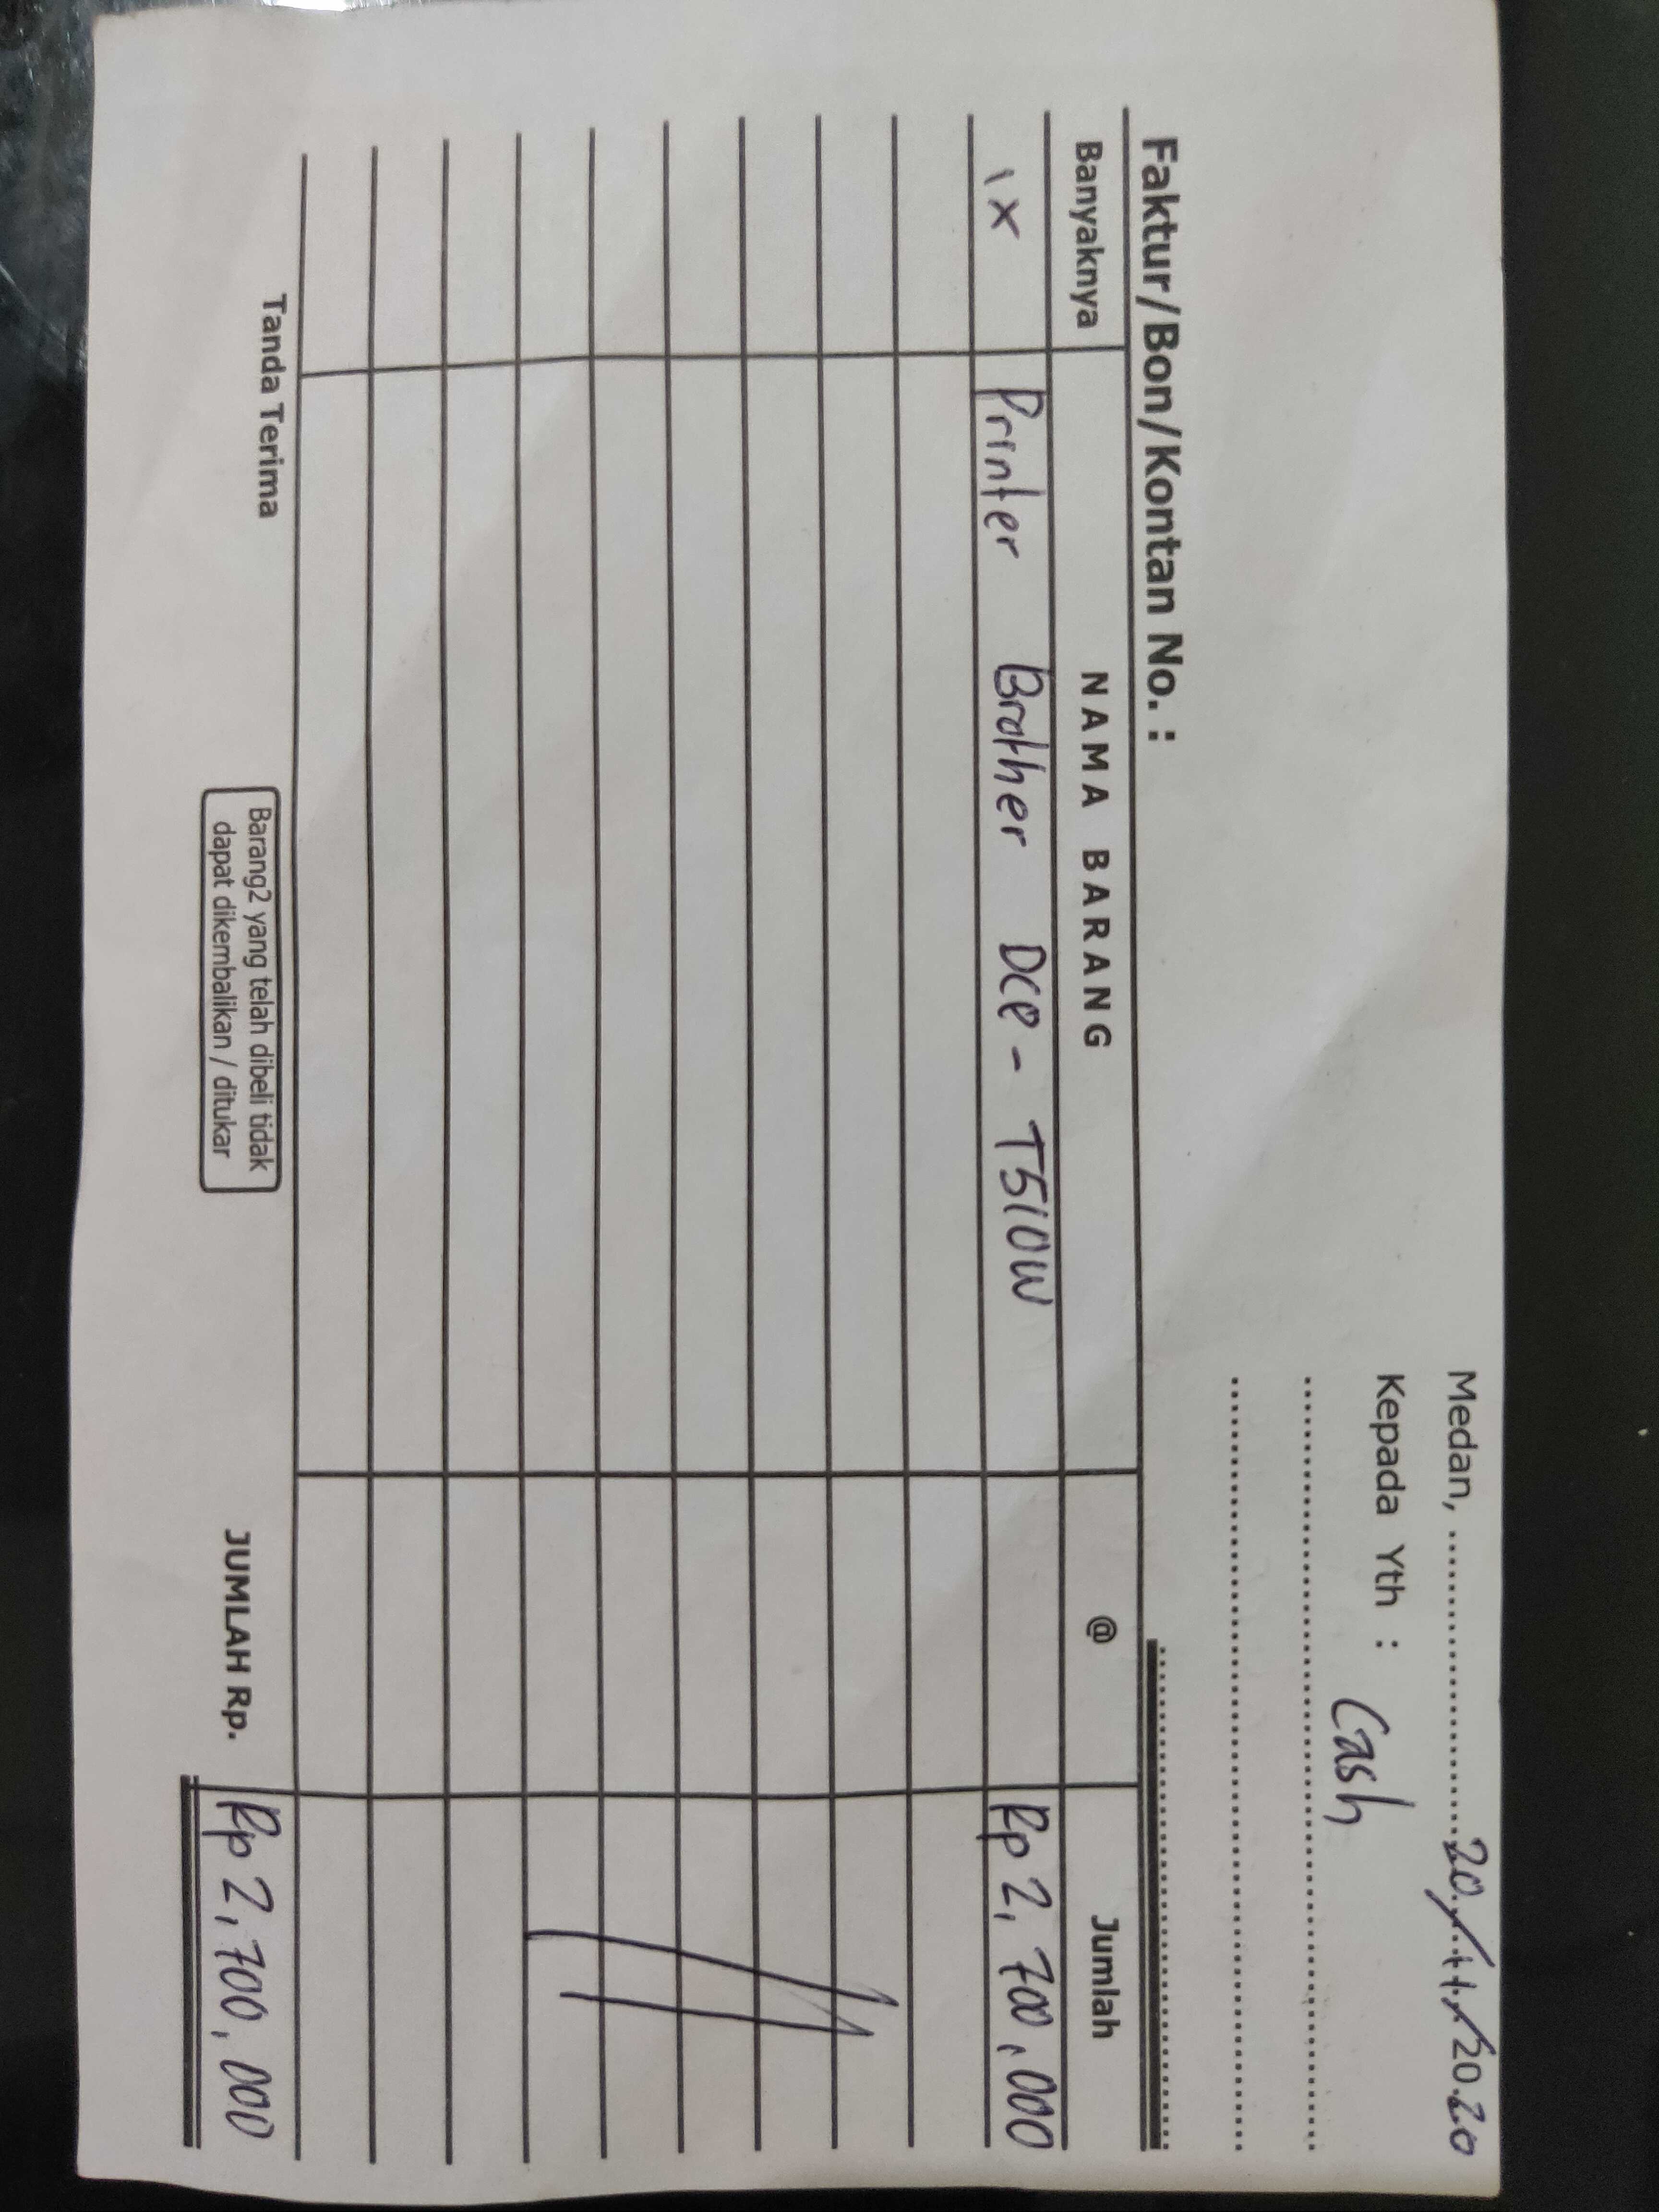 Medan, 20/11/2020
Kepada Yth : Cash
Faktur/Bon/Kontan No. :
Banyaknya NAMA BARANG @ Jumlah
1x Printer Brother DCP - T510W Rp 2,700,000
Tanda Terima JUMLAH Rp. Rp 2,700,000
Barang2 yang telah dibeli tidak
dapat dikembalikan / ditukar